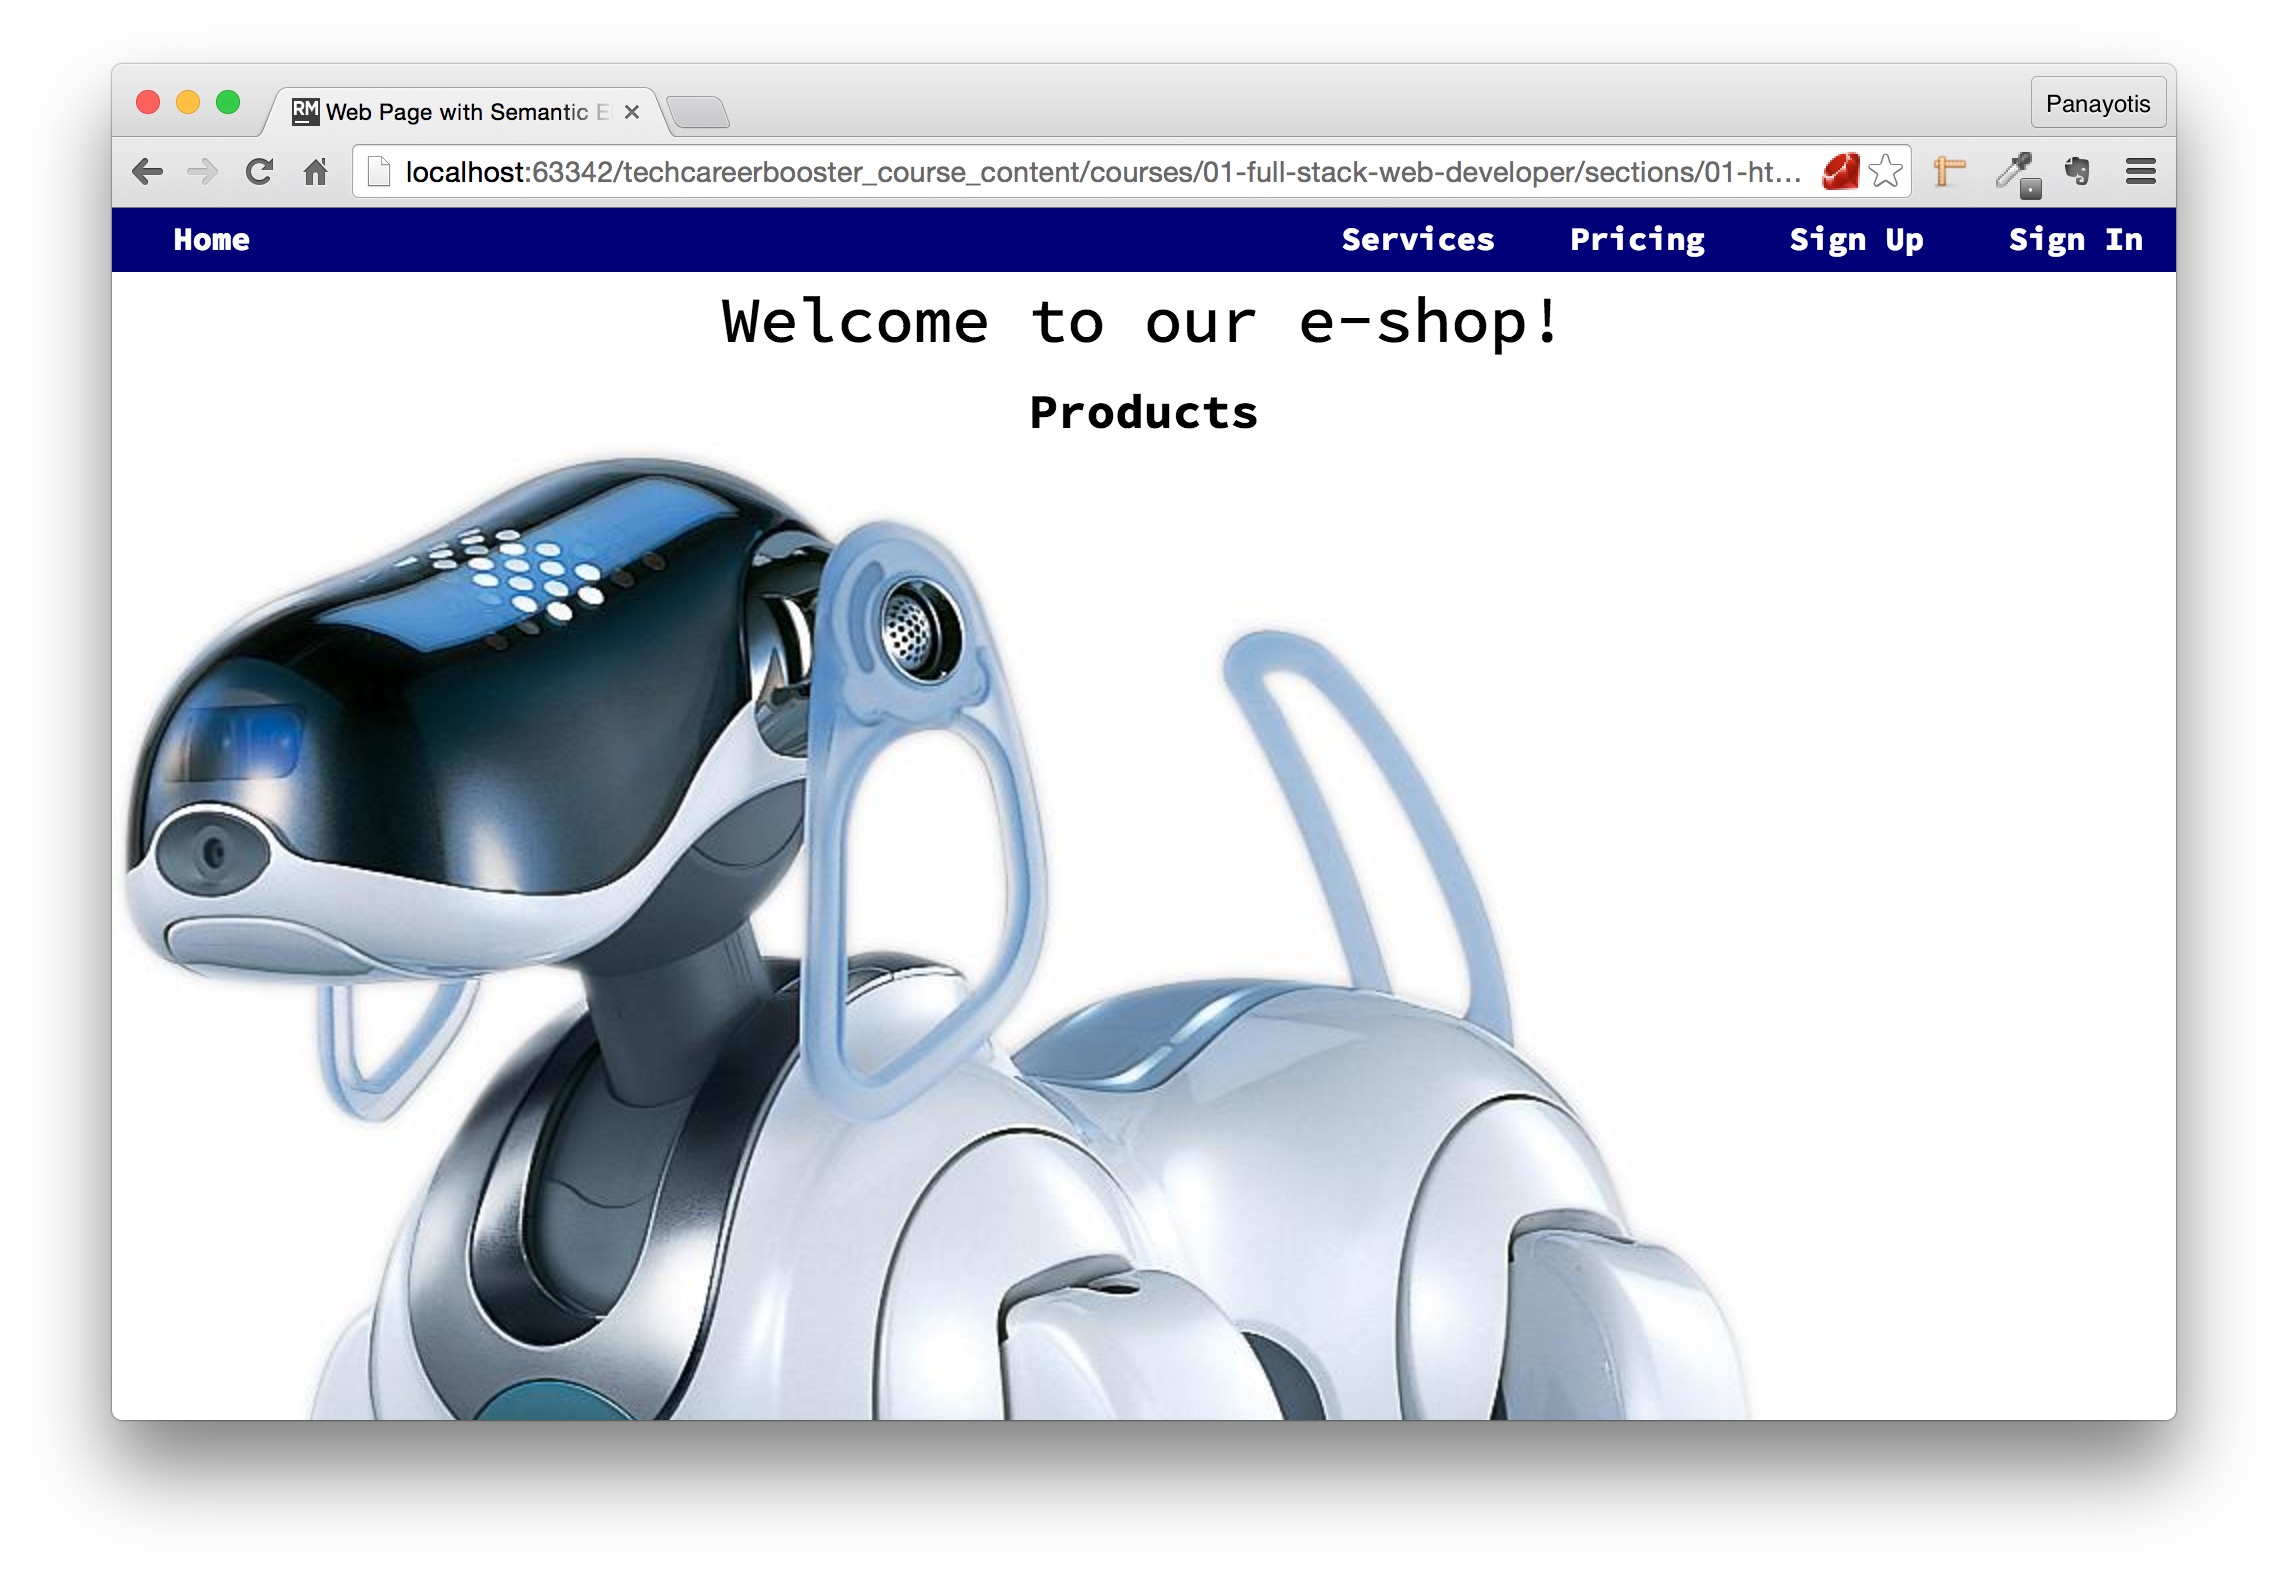 RM Web Page with Semantic E
Panayotis
localhost:63342/techcareerbooster_course_content/courses/01-full-stack-web-developer/sections/01-ht...
Home Services Pricing Sign Up Sign In
Welcome to our e-shop!
Products